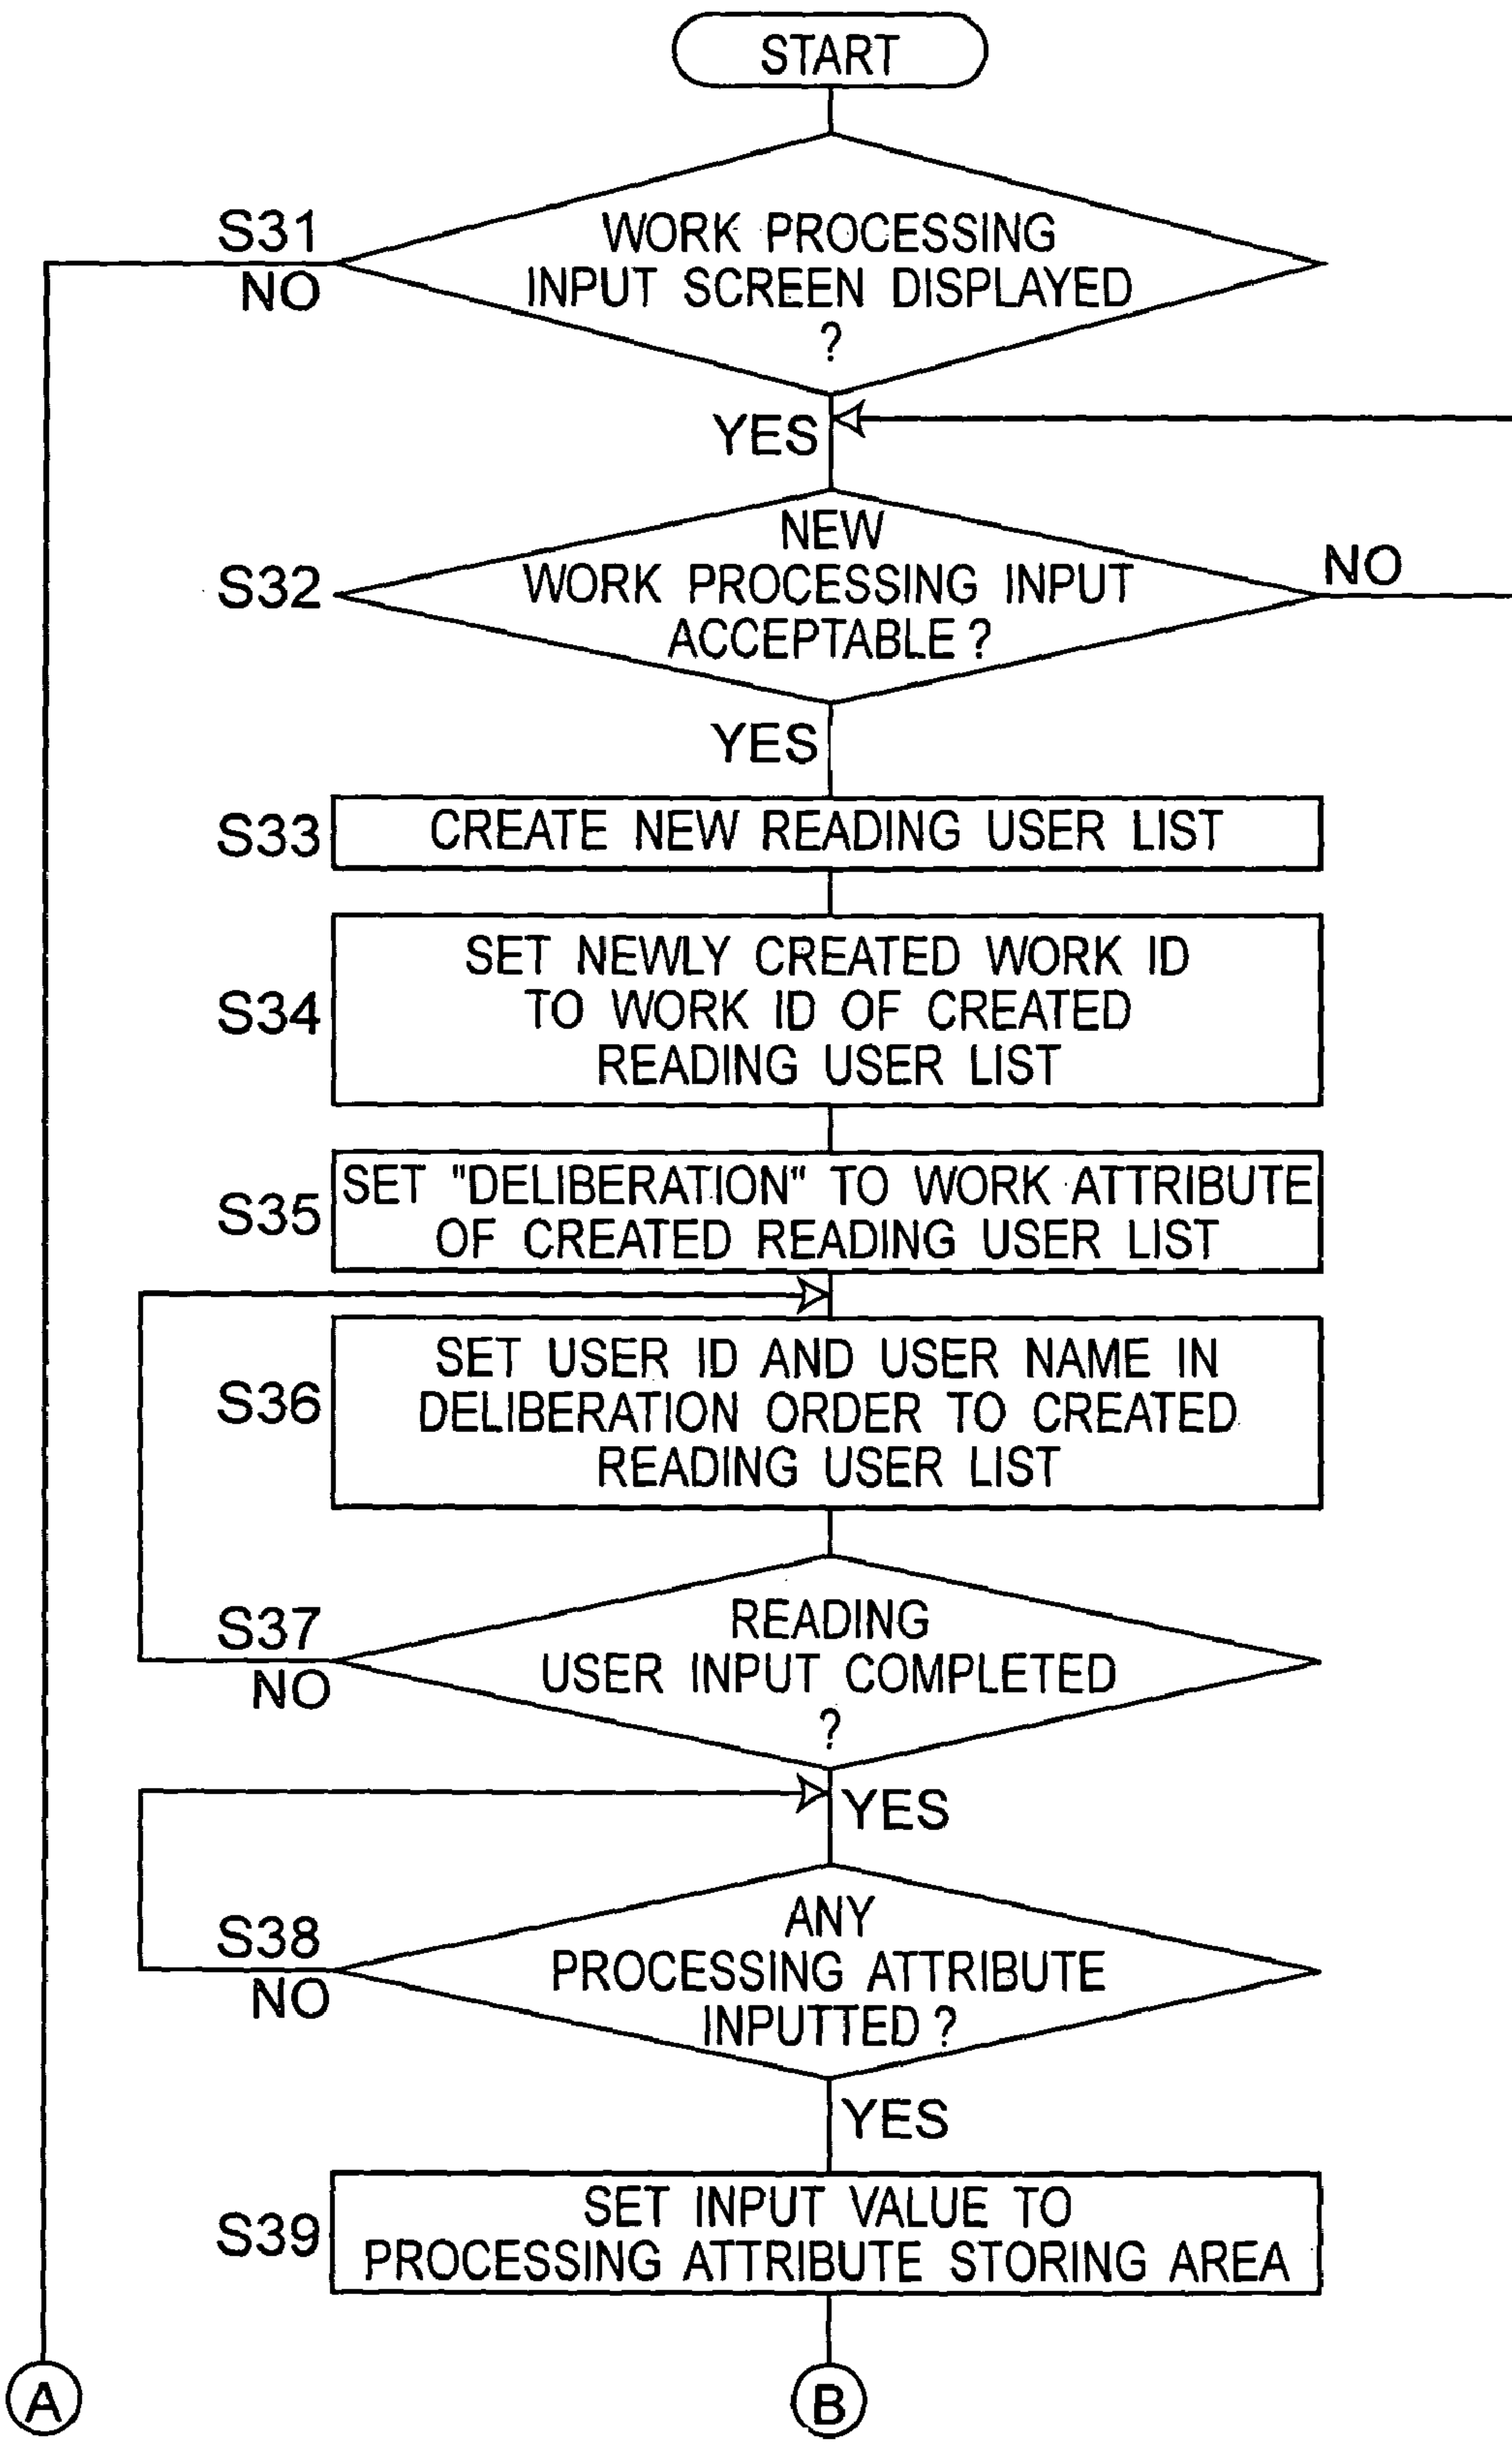 START
S31
NO
WORK PROCESSING
INPUT SCREEN DISPLAYED
?
YES
S32
NEW
WORK PROCESSING INPUT
ACCEPTABLE ?
NO
YES
S33
CREATE NEW READING USER LIST
S34
SET NEWLY CREATED WORK ID
TO WORK ID OF CREATED
READING USER LIST
S35
SET "DELIBERATION" TO WORK ATTRIBUTE
OF CREATED READING USER LIST
S36
SET USER ID AND USER NAME IN
DELIBERATION ORDER TO CREATED
READING USER LIST
S37
NO
READING
USER INPUT COMPLETED
?
YES
S38
NO
ANY
PROCESSING ATTRIBUTE
INPUTTED ?
YES
S39
SET INPUT VALUE TO
PROCESSING ATTRIBUTE STORING AREA
A
B